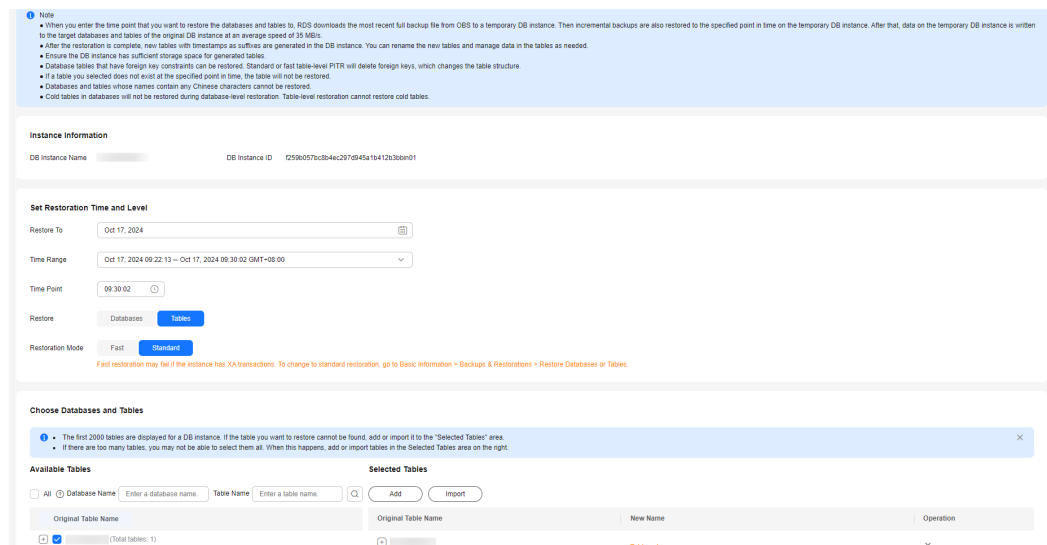 Note
• When you enter the time point that you want to restore the databases and tables to, RDS downloads the most recent full backup file from OBS to a temporary DB instance. Then incremental backups are also restored to the specified point in time on the temporary DB instance. After that, data on the temporary DB instance is written
to the target databases and tables of the original DB instance at an average speed of 35 MB/s.
• After the restoration is complete, new tables with timestamps as suffixes are generated in the DB instance. You can rename the new tables and manage data in the tables as needed.
• Ensure the DB instance has sufficient storage space for generated tables.
• Database tables that have foreign key constraints can be restored. Standard or fast table-level PITR will delete foreign keys, which changes the table structure.
• If a table you selected does not exist at the specified point in time, the table will not be restored.
• Databases and tables whose names contain any Chinese characters cannot be restored.
• Cold tables in databases will not be restored during database-level restoration. Table-level restoration cannot restore cold tables.
Instance Information
DB Instance Name DB Instance ID f259b057bc8b4ec297d945a1b412b3bbin01
Set Restoration Time and Level
Restore To Oct 17, 2024
Time Range Oct 17, 2024 09:22:13 -- Oct 17, 2024 09:30:02 GMT+08:00
Time Point 09:30:02
Restore Databases Tables
Restoration Mode Fast Standard
Fast restoration may fail if the instance has XA transactions. To change to standard restoration, go to Basic Information > Backups & Restorations > Restore Databases or Tables.
Choose Databases and Tables
• The first 2000 tables are displayed for a DB instance. If the table you want to restore cannot be found, add or import it to the "Selected Tables" area.
• If there are too many tables, you may not be able to select them all. When this happens, add or import tables in the Selected Tables area on the right.
Available Tables Selected Tables
All Database Name Enter a database name. Table Name Enter a table name. Add Import
Original Table Name Original Table Name New Name Operation
(Total tables: 1)